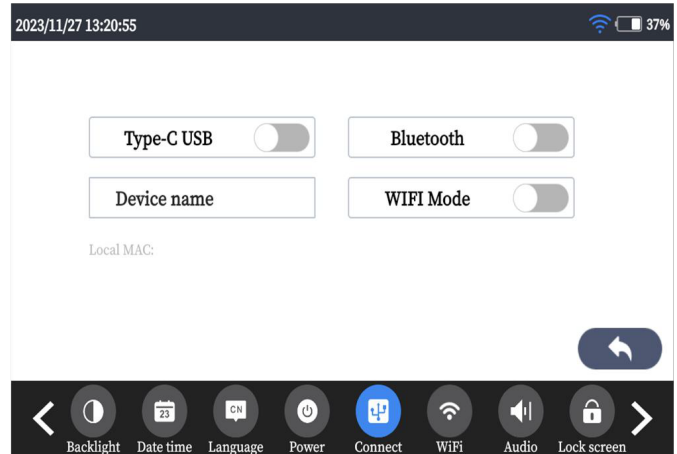 2023/11/27 13:20:55 37%
Type-C USB Bluetooth
Device name WIFI Mode
Local MAC:
23 CN
Backlight Date time Language Power Connect WiFi Audio Lock screen